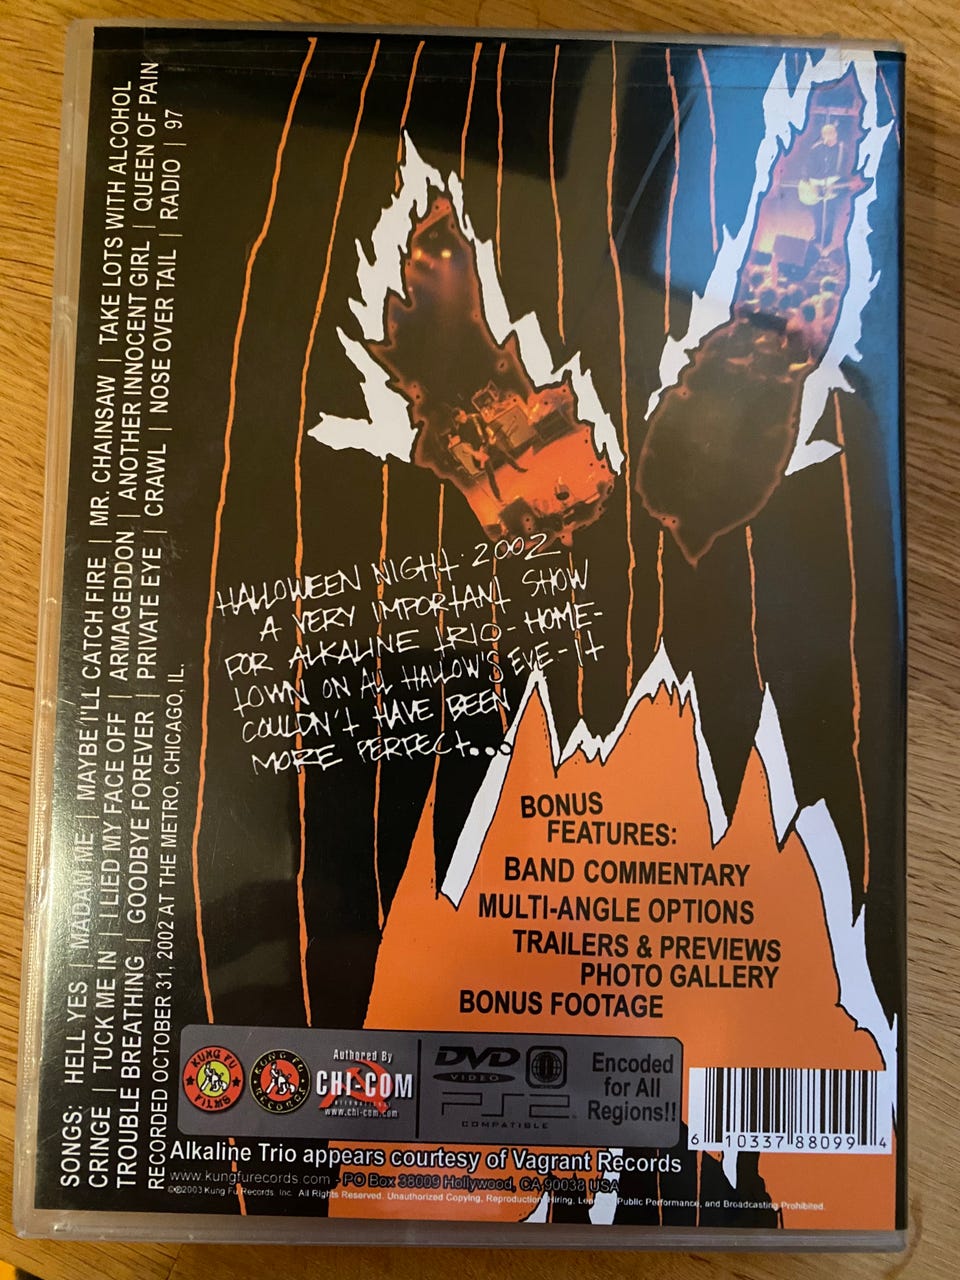 SONGS: HELL YES | MADAM ME | MAYBE I'LL CATCH FIRE | MR. CHAINSAW | TAKE LOTS WITH ALCOHOL
CRINGE | TUCK ME IN | I LIED MY FACE OFF | ARMAGEDDON | ANOTHER INNOCENT GIRL | QUEEN OF PAIN
TROUBLE BREATHING | GOODBYE FOREVER | PRIVATE EYE | CRAWL | NOSE OVER TAIL | RADIO | 97
RECORDED OCTOBER 31, 2002 AT THE METRO, CHICAGO, IL.
HALLOWEEN NIGHT 2002
A VERY IMPORTANT SHOW
FOR ALKALINE TRIO - HOME-
TOWN ON ALL HALLOW'S EVE - IT
COULDN'T HAVE BEEN
MORE PERFECT...
BONUS
FEATURES:
BAND COMMENTARY
MULTI-ANGLE OPTIONS
TRAILERS & PREVIEWS
PHOTO GALLERY
BONUS FOOTAGE
KUNG FU
FILMS
KUNG FU
RECORDS
Authored By
CHI-COM
INTERNATIONAL
www.chi-com.com
DVD
VIDEO
PS2
COMPATIBLE
Encoded
for All
Regions!!
6 10337 88099 4
Alkaline Trio appears courtesy of Vagrant Records
www.kungfurecords.com - PO Box 38009 Hollywood, CA 90038 USA
©℗2003 Kung Fu Records, Inc. All Rights Reserved. Unauthorized Copying, Reproduction, Hiring, Public Performance, and Broadcasting Prohibited.